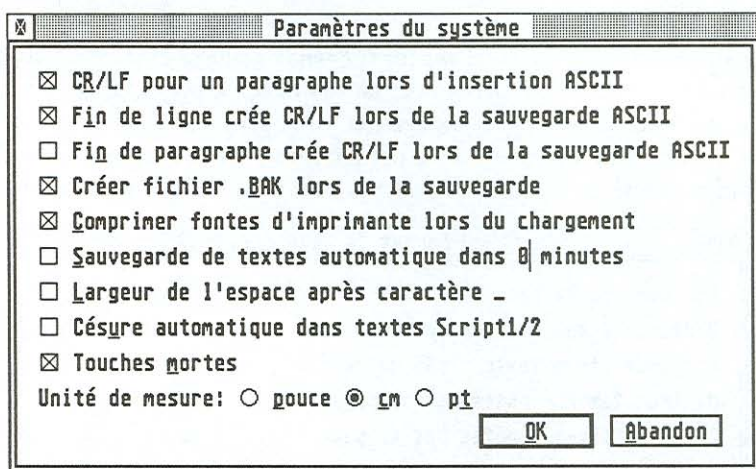 Paramètres du système
CR/LF pour un paragraphe lors d'insertion ASCII
Fin de ligne crée CR/LF lors de la sauvegarde ASCII
Fin de paragraphe crée CR/LF lors de la sauvegarde ASCII
Créer fichier .BAK lors de la sauvegarde
Comprimer fontes d'imprimante lors du chargement
Sauvegarde de textes automatique dans 0 minutes
Largeur de l'espace après caractère _
Césure automatique dans textes Script1/2
Touches mortes
Unité de mesure: pouce cm pt
OK Abandon